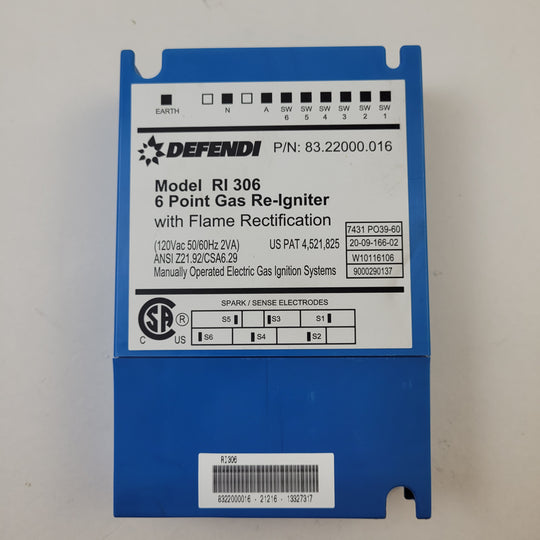 EARTH N A SW 6 SW 5 SW 4 SW 3 SW 2 SW 1
DEFENDI P/N: 83.22000.016
Model RI 306
6 Point Gas Re-Igniter
with Flame Rectification
(120Vac 50/60Hz 2VA) US PAT 4,521,825
ANSI Z21.92/CSA6.29
Manually Operated Electric Gas Ignition Systems
7431 PO39-60
20-09-166-02
W10116106
9000290137
SPARK / SENSE ELECTRODES
S5 S3 S1
S6 S4 S2
CSA ®
C US
RI306
8322000016 - 21216 - 13327317